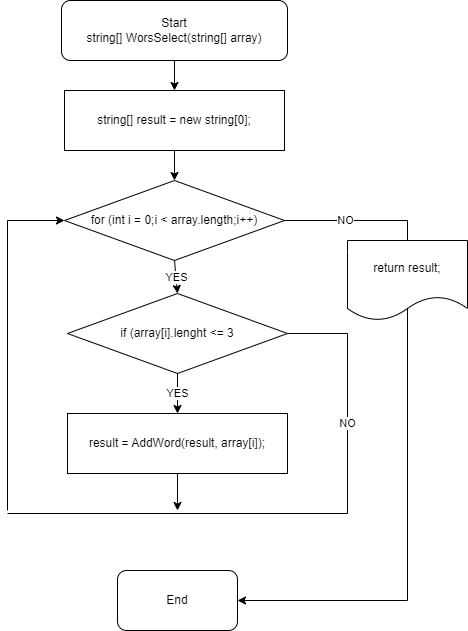 Start
string[] WorsSelect(string[] array)
string[] result = new string[0];
for (int i = 0;i < array.length;i++)
NO
return result;
YES
if (array[i].lenght <= 3
YES
NO
result = AddWord(result, array[i]);
End